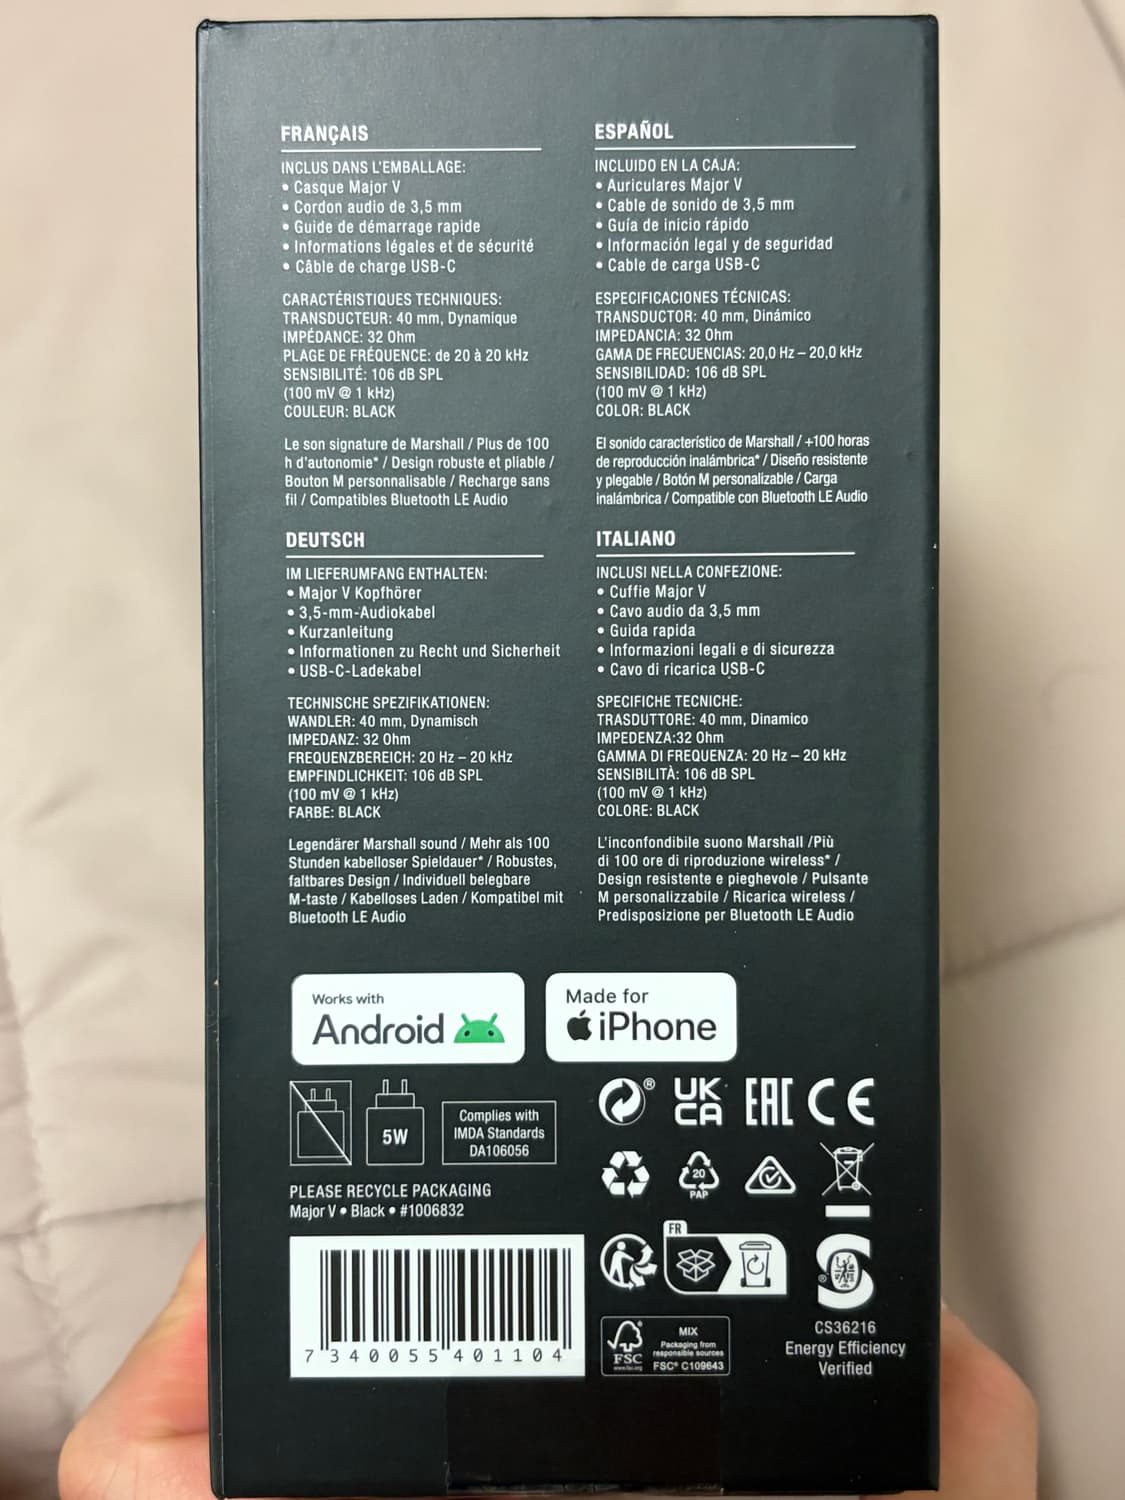 FRANÇAIS
INCLUS DANS L'EMBALLAGE:
• Casque Major V
• Cordon audio de 3,5 mm
• Guide de démarrage rapide
• Informations légales et de sécurité
• Câble de charge USB-C
CARACTÉRISTIQUES TECHNIQUES:
TRANSDUCTEUR: 40 mm, Dynamique
IMPÉDANCE: 32 Ohm
PLAGE DE FRÉQUENCE: de 20 à 20 kHz
SENSIBILITÉ: 106 dB SPL
(100 mV @ 1 kHz)
COULEUR: BLACK
Le son signature de Marshall / Plus de 100
h d'autonomie* / Design robuste et pliable /
Bouton M personnalisable / Recharge sans
fil / Compatibles Bluetooth LE Audio
ESPAÑOL
INCLUIDO EN LA CAJA:
• Auriculares Major V
• Cable de sonido de 3,5 mm
• Guía de inicio rápido
• Información legal y de seguridad
• Cable de carga USB-C
ESPECIFICACIONES TÉCNICAS:
TRANSDUCTOR: 40 mm, Dinámico
IMPEDANCIA: 32 Ohm
GAMA DE FRECUENCIAS: 20,0 Hz – 20,0 kHz
SENSIBILIDAD: 106 dB SPL
(100 mV @ 1 kHz)
COLOR: BLACK
El sonido característico de Marshall / +100 horas
de reproducción inalámbrica* / Diseño resistente
y plegable / Botón M personalizable / Carga
inalámbrica / Compatible con Bluetooth LE Audio
DEUTSCH
IM LIEFERUMFANG ENTHALTEN:
• Major V Kopfhörer
• 3,5-mm-Audiokabel
• Kurzanleitung
• Informationen zu Recht und Sicherheit
• USB-C-Ladekabel
TECHNISCHE SPEZIFIKATIONEN:
WANDLER: 40 mm, Dynamisch
IMPEDANZ: 32 Ohm
FREQUENZBEREICH: 20 Hz – 20 kHz
EMPFINDLICHKEIT: 106 dB SPL
(100 mV @ 1 kHz)
FARBE: BLACK
Legendärer Marshall sound / Mehr als 100
Stunden kabelloser Spieldauer* / Robustes,
faltbares Design / Individuell belegbare
M-taste / Kabelloses Laden / Kompatibel mit
Bluetooth LE Audio
ITALIANO
INCLUSI NELLA CONFEZIONE:
• Cuffie Major V
• Cavo audio da 3,5 mm
• Guida rapida
• Informazioni legali e di sicurezza
• Cavo di ricarica USB-C
SPECIFICHE TECNICHE:
TRASDUTTORE: 40 mm, Dinamico
IMPEDENZA:32 Ohm
GAMMA DI FREQUENZA: 20 Hz – 20 kHz
SENSIBILITÀ: 106 dB SPL
(100 mV @ 1 kHz)
COLORE: BLACK
L'inconfondibile suono Marshall /Più
di 100 ore di riproduzione wireless* /
Design resistente e pieghevole / Pulsante
M personalizzabile / Ricarica wireless /
Predisposizione per Bluetooth LE Audio
Works with
Android
Made for
iPhone
5W
Complies with
IMDA Standards
DA106056
PLEASE RECYCLE PACKAGING
Major V • Black • #1006832
7 340055 401104
®
UK
CA
EAC
CE
20
PAP
FR
®
CS36216
Energy Efficiency
Verified
FSC
www.fsc.org
MIX
Packaging from
responsible sources
FSC® C109643